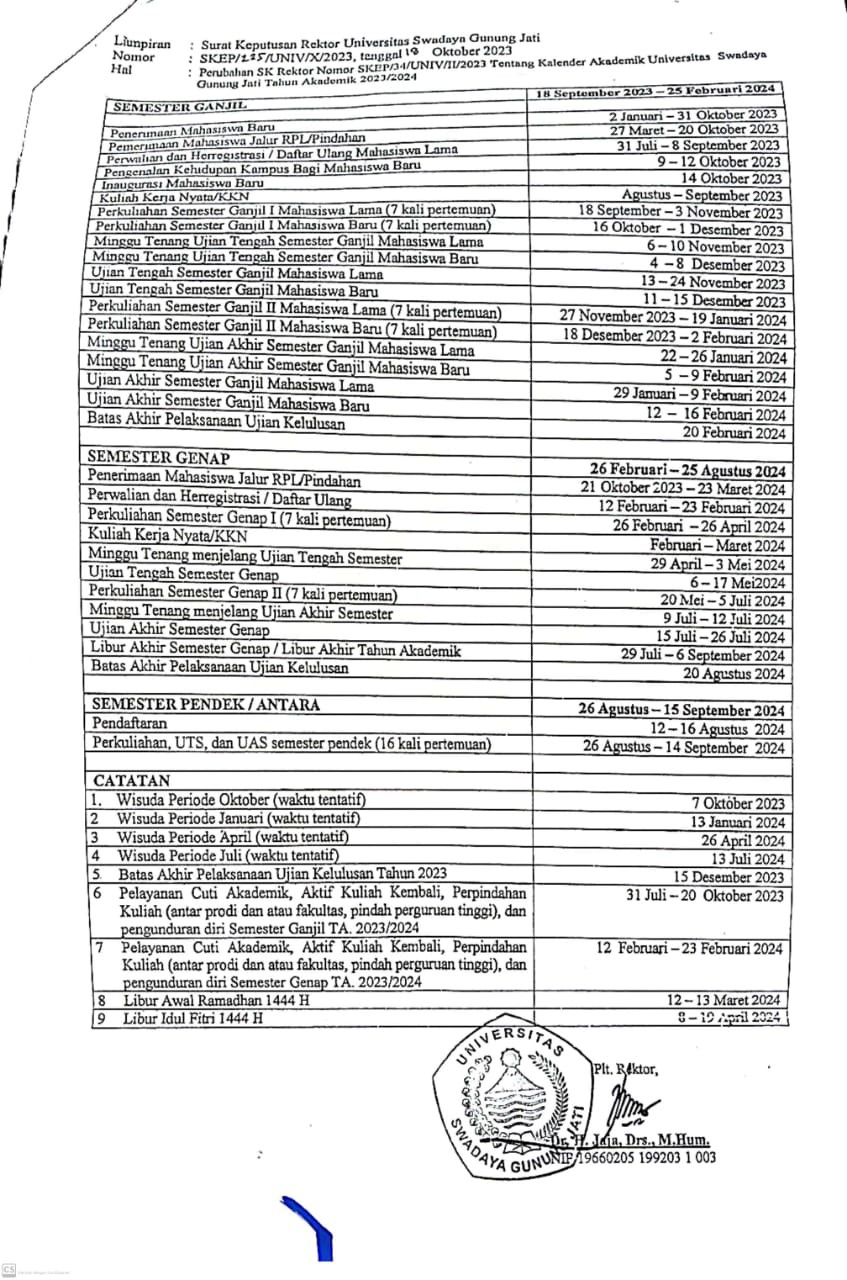 Lampiran : Surat Keputusan Rektor Universitas Swadaya Gunung Jati
Nomor : SKEP/225/UNIV/X/2023, tanggal 18 Oktober 2023
Hal : Perubahan SK Rektor Nomor SKEP/34/UNIV/II/2023 Tentang Kalender Akademik Universitas Swadaya
Gunung Jati Tahun Akademik 2023/2024
SEMESTER GANJIL 18 September 2023 – 25 Februari 2024
Penerimaan Mahasiswa Baru 2 Januari – 31 Oktober 2023
Pemerimaan Mahasiswa Jalur RPL/Pindahan 27 Maret – 20 Oktober 2023
Perwalian dan Herregistrasi / Daftar Ulang Mahasiswa Lama 31 Juli – 8 September 2023
Pengenalan Kehidupan Kampus Bagi Mahasiswa Baru 9 – 12 Oktober 2023
Inaugurasi Mahasiswa Baru 14 Oktober 2023
Kuliah Kerja Nyata/KKN Agustus – September 2023
Perkuliahan Semester Ganjil I Mahasiswa Lama (7 kali pertemuan) 18 September – 3 November 2023
Perkuliahan Semester Ganjil I Mahasiswa Baru (7 kali pertemuan) 16 Oktober – 1 Desember 2023
Minggu Tenang Ujian Tengah Semester Ganjil Mahasiswa Lama 6 – 10 November 2023
Minggu Tenang Ujian Tengah Semester Ganjil Mahasiswa Baru 4 – 8 Desember 2023
Ujian Tengah Semester Ganjil Mahasiswa Lama 13 – 24 November 2023
Ujian Tengah Semester Ganjil Mahasiswa Baru 11 – 15 Desember 2023
Perkuliahan Semester Ganjil II Mahasiswa Lama (7 kali pertemuan) 27 November 2023 – 19 Januari 2024
Perkuliahan Semester Ganjil II Mahasiswa Baru (7 kali pertemuan) 18 Desember 2023 – 2 Februari 2024
Minggu Tenang Ujian Akhir Semester Ganjil Mahasiswa Lama 22 – 26 Januari 2024
Minggu Tenang Ujian Akhir Semester Ganjil Mahasiswa Baru 5 – 9 Februari 2024
Ujian Akhir Semester Ganjil Mahasiswa Lama 29 Januari – 9 Februari 2024
Ujian Akhir Semester Ganjil Mahasiswa Baru 12 – 16 Februari 2024
Batas Akhir Pelaksanaan Ujian Kelulusan 20 Februari 2024
SEMESTER GENAP 26 Februari – 25 Agustus 2024
Penerimaan Mahasiswa Jalur RPL/Pindahan 21 Oktober 2023 – 23 Maret 2024
Perwalian dan Herregistrasi / Daftar Ulang 12 Februari – 23 Februari 2024
Perkuliahan Semester Genap I (7 kali pertemuan) 26 Februari – 26 April 2024
Kuliah Kerja Nyata/KKN Februari – Maret 2024
Minggu Tenang menjelang Ujian Tengah Semester 29 April – 3 Mei 2024
Ujian Tengah Semester Genap 6 – 17 Mei2024
Perkuliahan Semester Genap II (7 kali pertemuan) 20 Mei – 5 Juli 2024
Minggu Tenang menjelang Ujian Akhir Semester 9 Juli – 12 Juli 2024
Ujian Akhir Semester Genap 15 Juli – 26 Juli 2024
Libur Akhir Semester Genap / Libur Akhir Tahun Akademik 29 Juli – 6 September 2024
Batas Akhir Pelaksanaan Ujian Kelulusan 20 Agustus 2024
SEMESTER PENDEK / ANTARA 26 Agustus – 15 September 2024
Pendaftaran 12 – 16 Agustus 2024
Perkuliahan, UTS, dan UAS semester pendek (16 kali pertemuan) 26 Agustus – 14 September 2024
CATATAN
1. Wisuda Periode Oktober (waktu tentatif) 7 Oktober 2023
2 Wisuda Periode Januari (waktu tentatif) 13 Januari 2024
3 Wisuda Periode April (waktu tentatif) 26 April 2024
4 Wisuda Periode Juli (waktu tentatif) 13 Juli 2024
5. Batas Akhir Pelaksanaan Ujian Kelulusan Tahun 2023 15 Desember 2023
6 Pelayanan Cuti Akademik, Aktif Kuliah Kembali, Perpindahan 31 Juli – 20 Oktober 2023
Kuliah (antar prodi dan atau fakultas, pindah perguruan tinggi), dan
pengunduran diri Semester Ganjil TA. 2023/2024
7 Pelayanan Cuti Akademik, Aktif Kuliah Kembali, Perpindahan 12 Februari – 23 Februari 2024
Kuliah (antar prodi dan atau fakultas, pindah perguruan tinggi), dan
pengunduran diri Semester Genap TA. 2023/2024
8 Libur Awal Ramadhan 1444 H 12 – 13 Maret 2024
9 Libur Idul Fitri 1444 H 8 – 19 April 2024
Plt. Rektor,
UNIVERSITAS
SWADAYA GUNUNG JATI
Dr. H. Jaja, Drs., M.Hum.
NIP 19660205 199203 1 003
CS